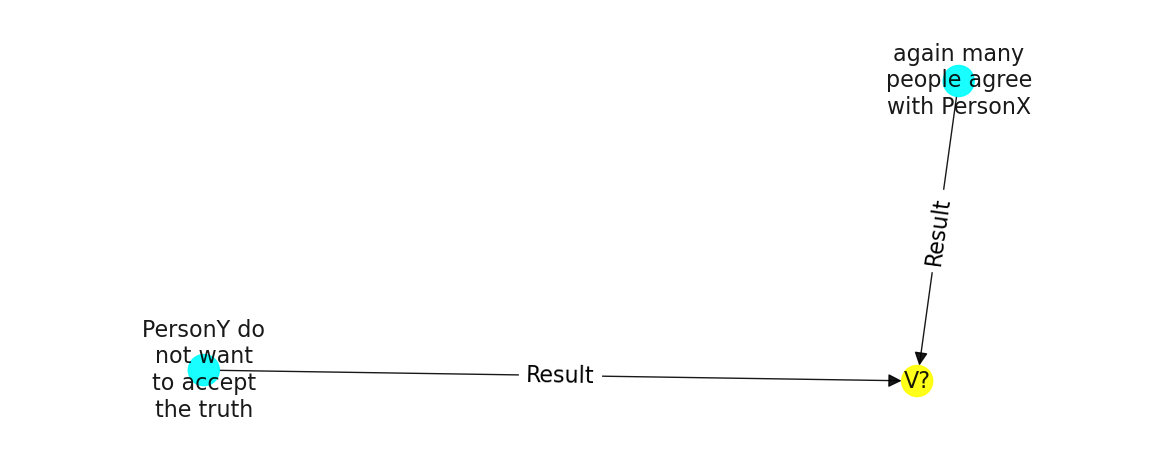 again many
people agree
with PersonX
Result
PersonY do
not want
to accept
the truth
Result
V?